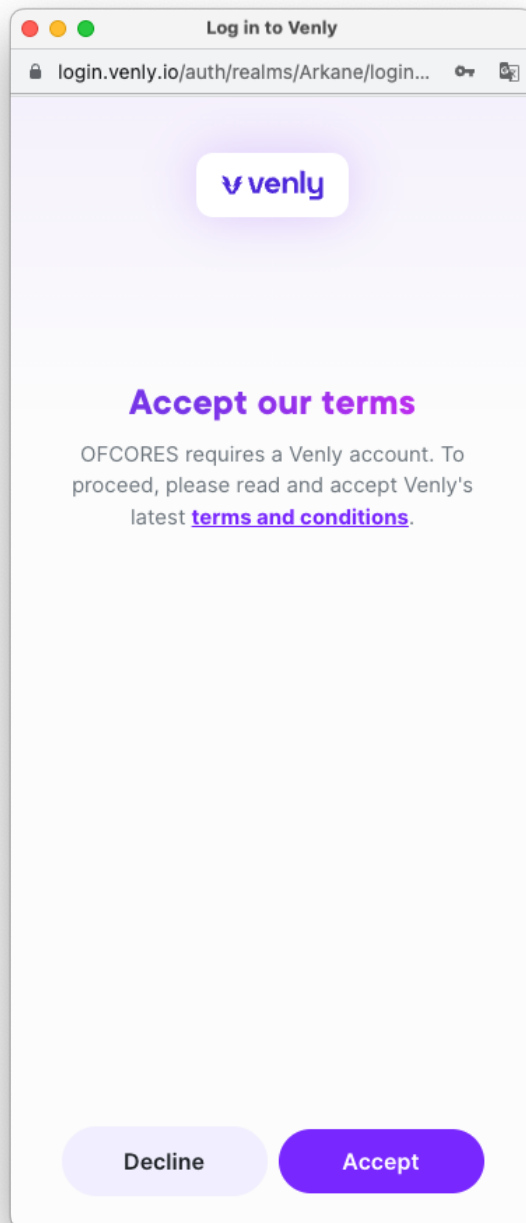 Log in to Venly
login.venly.io/auth/realms/Arkane/login...
venly
Accept our terms
OFCORES requires a Venly account. To
proceed, please read and accept Venly's
latest terms and conditions.
Decline Accept